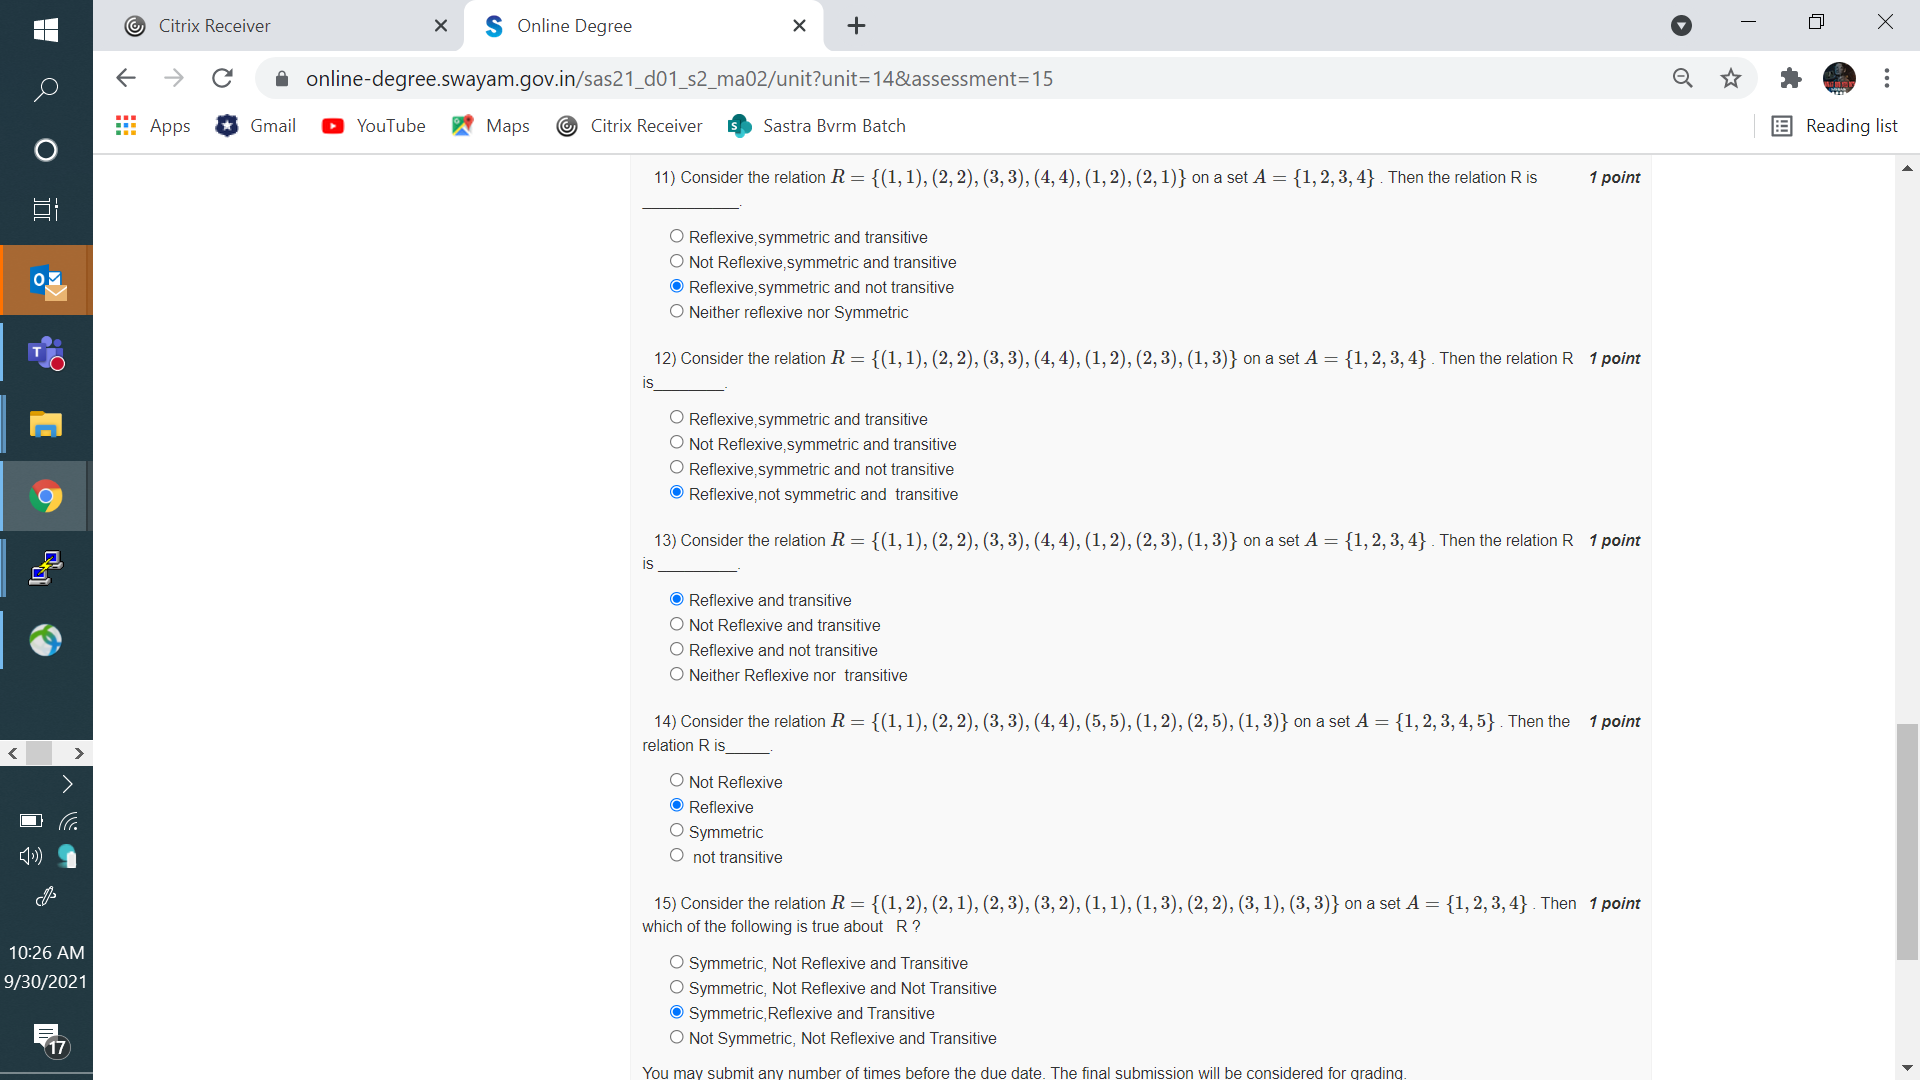 Citrix Receiver
Online Degree
online-degree.swayam.gov.in/sas21_d01_s2_ma02/unit?unit=14&assessment=15
Apps Gmail YouTube Maps Citrix Receiver Sastra Bvrm Batch Reading list
11) Consider the relation R = {(1, 1), (2, 2), (3, 3), (4, 4), (1, 2), (2, 1)} on a set A = {1, 2, 3, 4} . Then the relation R is 1 point
____________.
Reflexive,symmetric and transitive
Not Reflexive,symmetric and transitive
Reflexive,symmetric and not transitive
Neither reflexive nor Symmetric
12) Consider the relation R = {(1, 1), (2, 2), (3, 3), (4, 4), (1, 2), (2, 3), (1, 3)} on a set A = {1, 2, 3, 4} . Then the relation R 1 point
is________.
Reflexive,symmetric and transitive
Not Reflexive,symmetric and transitive
Reflexive,symmetric and not transitive
Reflexive,not symmetric and transitive
13) Consider the relation R = {(1, 1), (2, 2), (3, 3), (4, 4), (1, 2), (2, 3), (1, 3)} on a set A = {1, 2, 3, 4} . Then the relation R 1 point
is _________.
Reflexive and transitive
Not Reflexive and transitive
Reflexive and not transitive
Neither Reflexive nor transitive
14) Consider the relation R = {(1, 1), (2, 2), (3, 3), (4, 4), (5, 5), (1, 2), (2, 5), (1, 3)} on a set A = {1, 2, 3, 4, 5} . Then the 1 point
relation R is_____.
Not Reflexive
Reflexive
Symmetric
not transitive
15) Consider the relation R = {(1, 2), (2, 1), (2, 3), (3, 2), (1, 1), (1, 3), (2, 2), (3, 1), (3, 3)} on a set A = {1, 2, 3, 4} . Then 1 point
which of the following is true about R ?
Symmetric, Not Reflexive and Transitive
Symmetric, Not Reflexive and Not Transitive
Symmetric,Reflexive and Transitive
Not Symmetric, Not Reflexive and Transitive
You may submit any number of times before the due date. The final submission will be considered for grading.
10:26 AM
9/30/2021
17